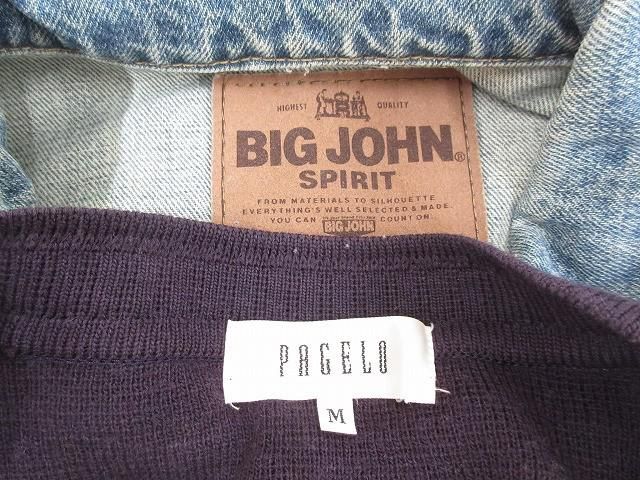 HIGHEST QUALITY
BIG JOHN®
SPIRIT
FROM MATERIALS TO SILHOUETTE
EVERYTHING'S WELL SELECTED & MADE.
YOU CAN BIG JOHN COUNT ON.
PAGELO
M